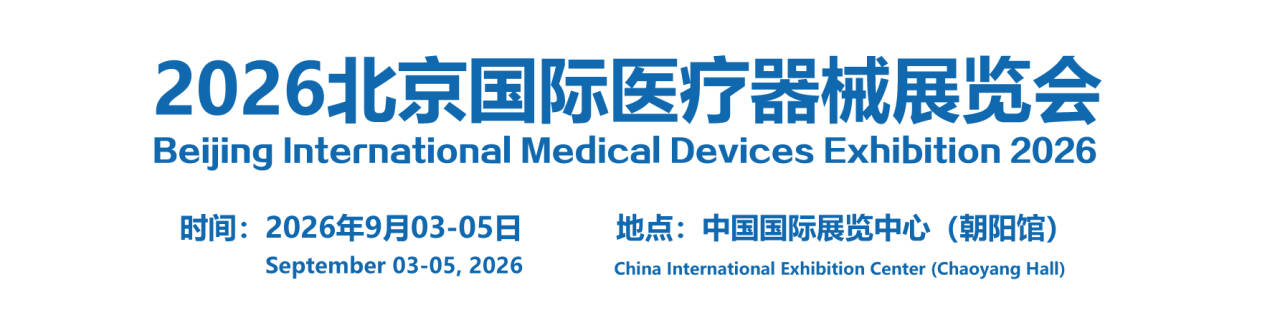 2026北京国际医疗器械展览会
Beijing International Medical Devices Exhibition 2026
时间：2026年9月03-05日
September 03-05, 2026
地点：中国国际展览中心（朝阳馆）
China International Exhibition Center (Chaoyang Hall)